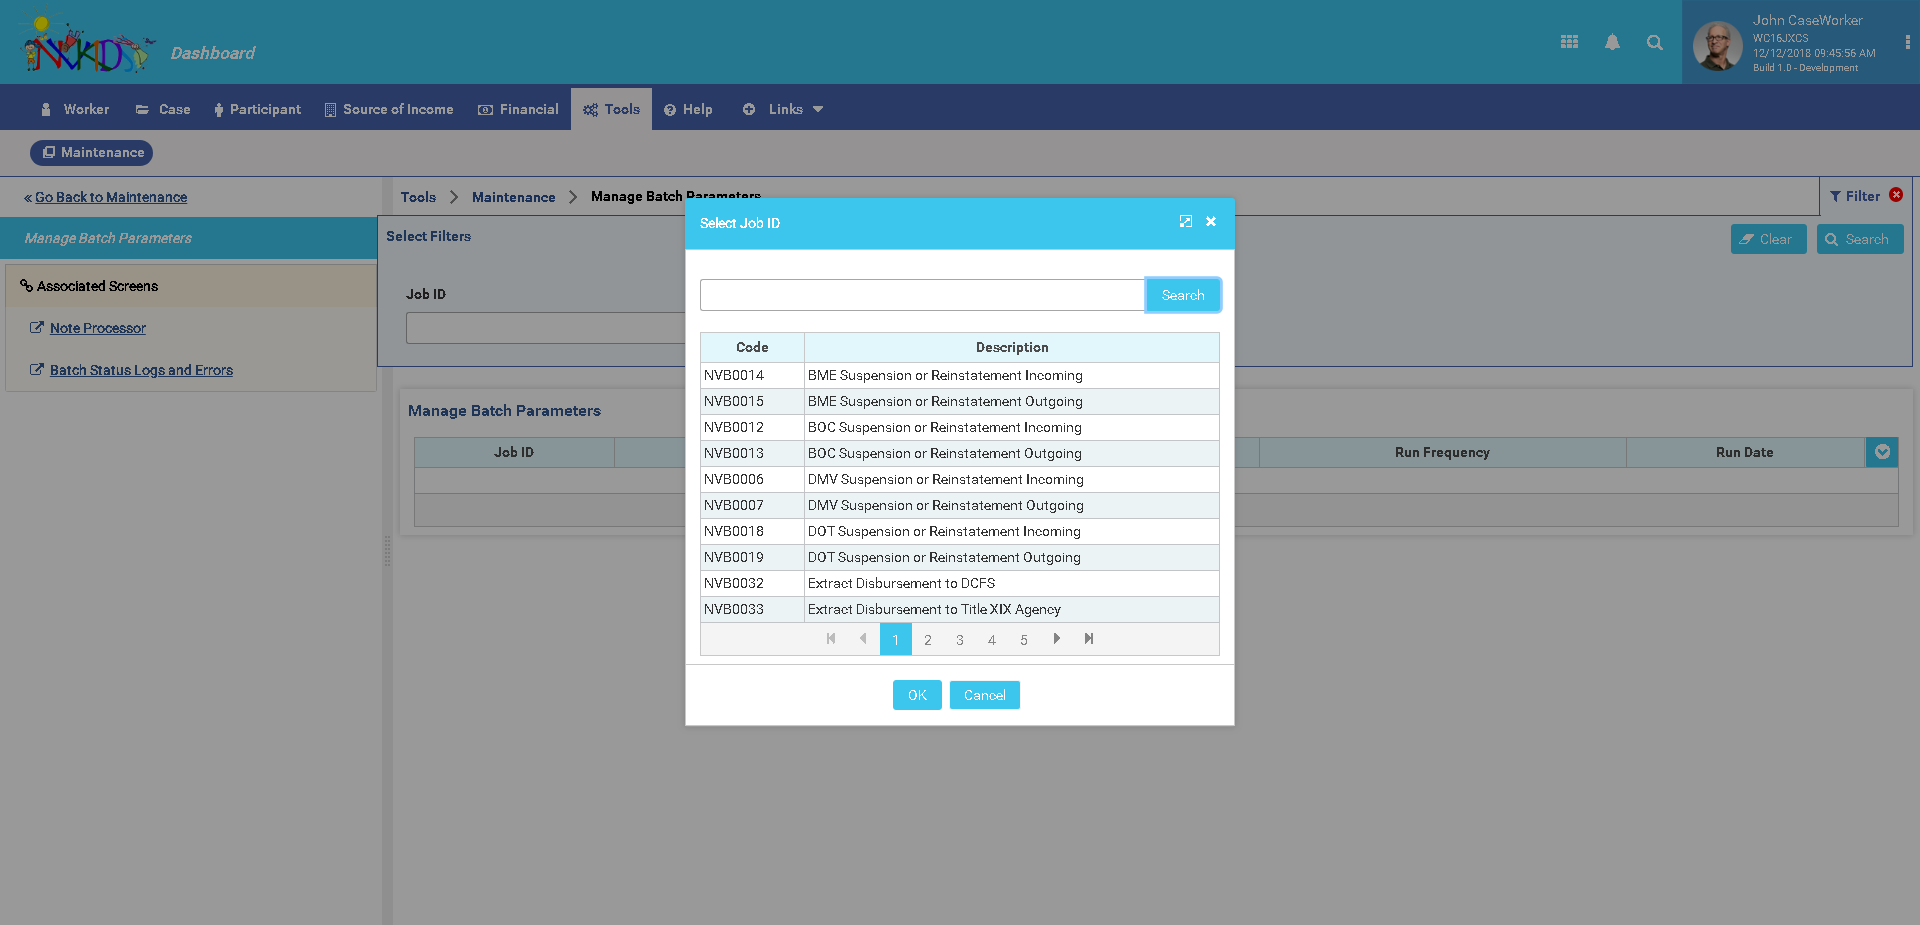 NVKIDS
Dashboard
John CaseWorker
WC16JXCS
12/12/2018 09:45:56 AM
Build 1.0 - Development
Worker Case Participant Source of Income Financial Tools Help Links
Maintenance
« Go Back to Maintenance
Tools > Maintenance > Manage Batch Parameters
Filter
Manage Batch Parameters
Select Filters
Clear Search
Associated Screens
Note Processor
Batch Status Logs and Errors
Job ID
Manage Batch Parameters
Job ID Run Frequency Run Date
Select Job ID
Search
Code Description
NVB0014 BME Suspension or Reinstatement Incoming
NVB0015 BME Suspension or Reinstatement Outgoing
NVB0012 BOC Suspension or Reinstatement Incoming
NVB0013 BOC Suspension or Reinstatement Outgoing
NVB0006 DMV Suspension or Reinstatement Incoming
NVB0007 DMV Suspension or Reinstatement Outgoing
NVB0018 DOT Suspension or Reinstatement Incoming
NVB0019 DOT Suspension or Reinstatement Outgoing
NVB0032 Extract Disbursement to DCFS
NVB0033 Extract Disbursement to Title XIX Agency
1 2 3 4 5
OK Cancel